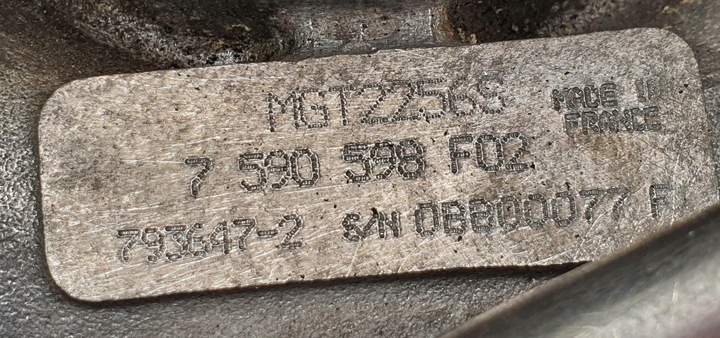 MGT2256S MADE IN
FRANCE
7 590 598 F02
793647-2 S/N 0BB00077 F